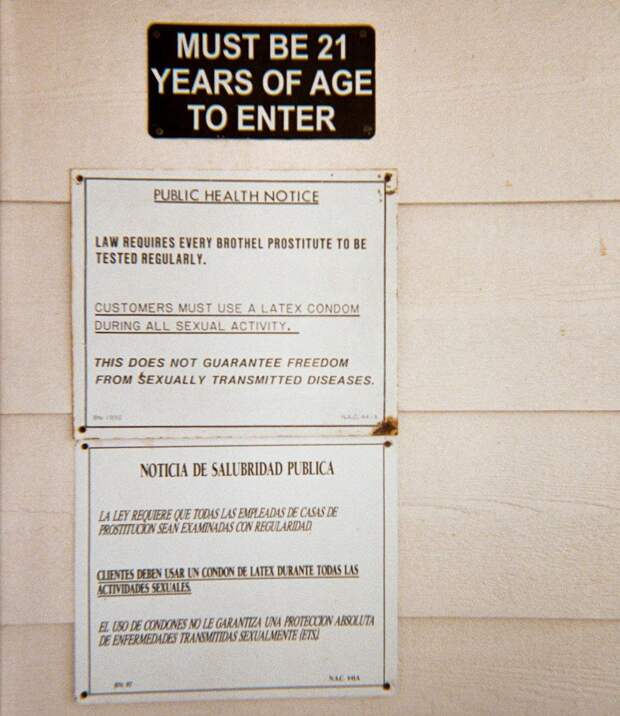 MUST BE 21
YEARS OF AGE
TO ENTER
PUBLIC HEALTH NOTICE
LAW REQUIRES EVERY BROTHEL PROSTITUTE TO BE
TESTED REGULARLY.
CUSTOMERS MUST USE A LATEX CONDOM
DURING ALL SEXUAL ACTIVITY.
THIS DOES NOT GUARANTEE FREEDOM
FROM SEXUALLY TRANSMITTED DISEASES.
NOTICIA DE SALUBRIDAD PUBLICA
LA LEY REQUIERE QUE TODAS LAS EMPLEADAS DE CASAS DE
PROSTITUCION SEAN EXAMINADAS CON REGULARIDAD.
CLIENTES DEBEN USAR UN CONDON DE LATEX DURANTE TODAS LAS
ACTIVIDADES SEXUALES.
EL USO DE CONDONES NO LE GARANTIZA UNA PROTECCION ABSOLUTA
DE ENFERMEDADES TRANSMITIDAS SEXUALMENTE (ETS)
N.A.C.